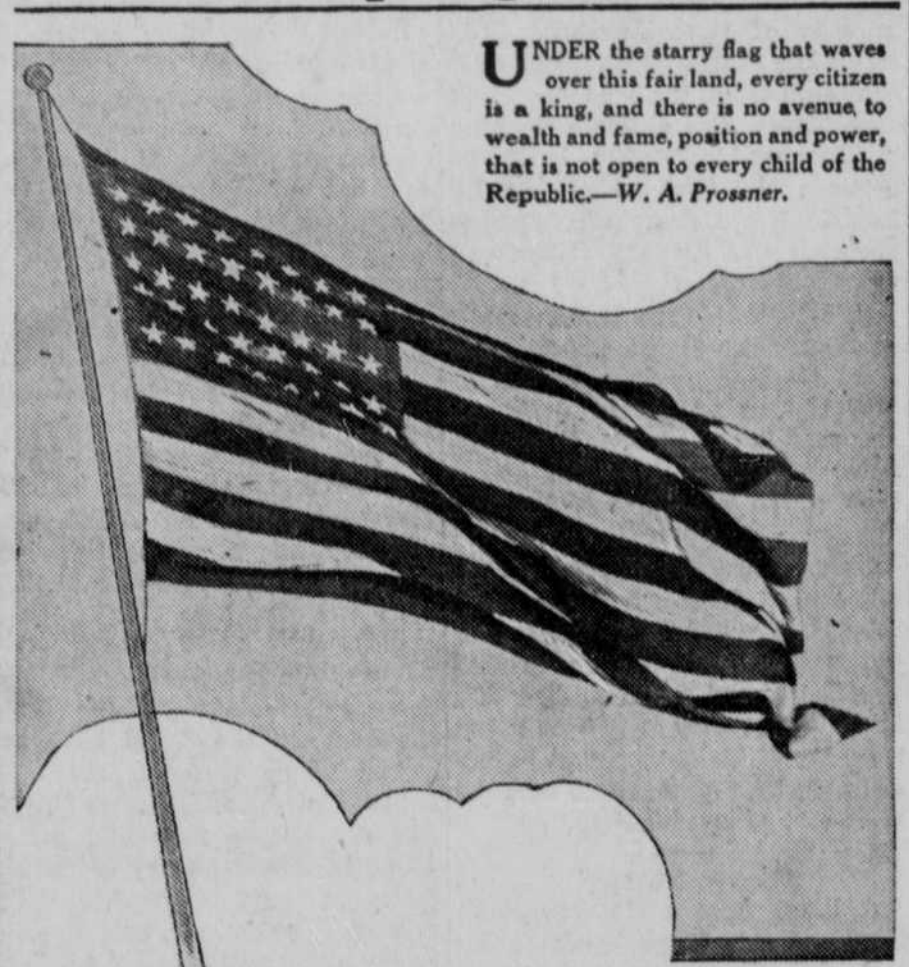 UNDER the starry flag that waves
over this fair land, every citizen
is a king, and there is no avenue to
wealth and fame, position and power,
that is not open to every child of the
Republic.—W. A. Prossner.